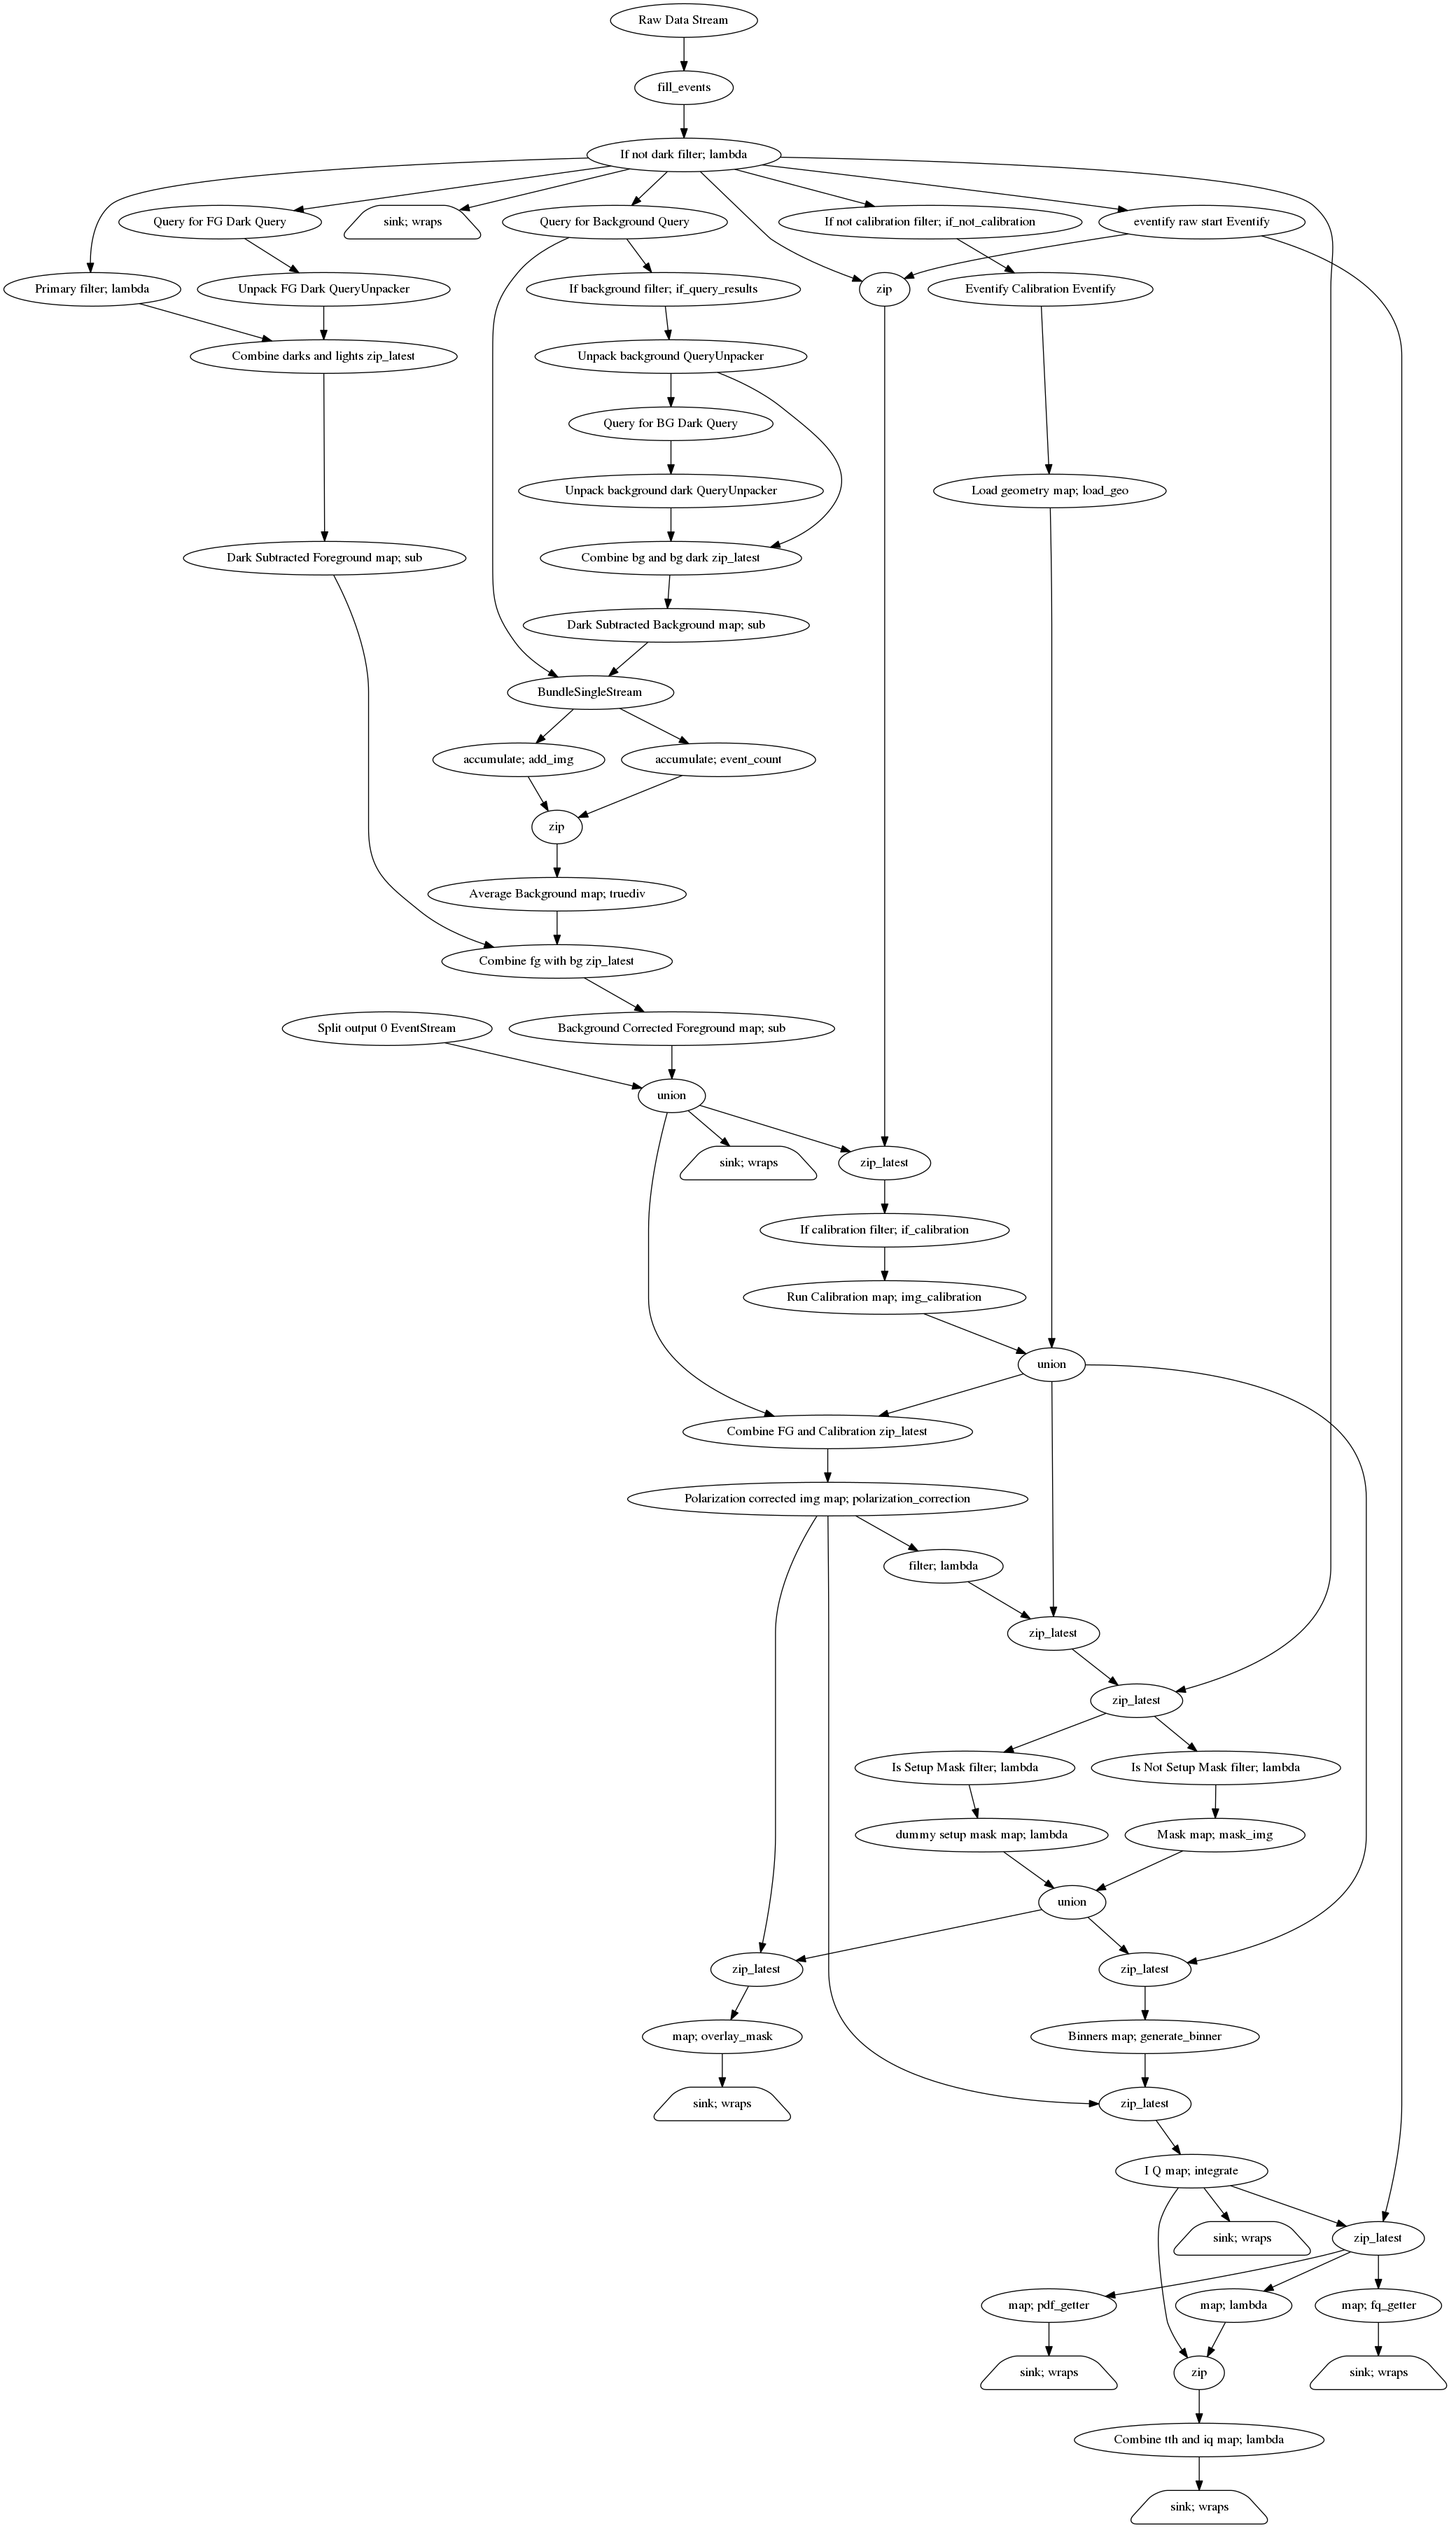 Raw Data Stream
fill_events
If not dark filter; lambda
Query for FG Dark Query
sink; wraps
Query for Background Query
If not calibration filter; if_not_calibration
eventify raw start Eventify
Primary filter; lambda
Unpack FG Dark QueryUnpacker
If background filter; if_query_results
zip
Eventify Calibration Eventify
Combine darks and lights zip_latest
Unpack background QueryUnpacker
Query for BG Dark Query
Unpack background dark QueryUnpacker
Load geometry map; load_geo
Dark Subtracted Foreground map; sub
Combine bg and bg dark zip_latest
Dark Subtracted Background map; sub
BundleSingleStream
accumulate; add_img
accumulate; event_count
zip
Average Background map; truediv
Combine fg with bg zip_latest
Split output 0 EventStream
Background Corrected Foreground map; sub
union
sink; wraps
zip_latest
If calibration filter; if_calibration
Run Calibration map; img_calibration
union
Combine FG and Calibration zip_latest
Polarization corrected img map; polarization_correction
filter; lambda
zip_latest
zip_latest
Is Setup Mask filter; lambda
Is Not Setup Mask filter; lambda
dummy setup mask map; lambda
Mask map; mask_img
union
zip_latest
zip_latest
map; overlay_mask
Binners map; generate_binner
sink; wraps
zip_latest
I Q map; integrate
sink; wraps
zip_latest
map; pdf_getter
map; lambda
map; fq_getter
sink; wraps
zip
sink; wraps
Combine tth and iq map; lambda
sink; wraps